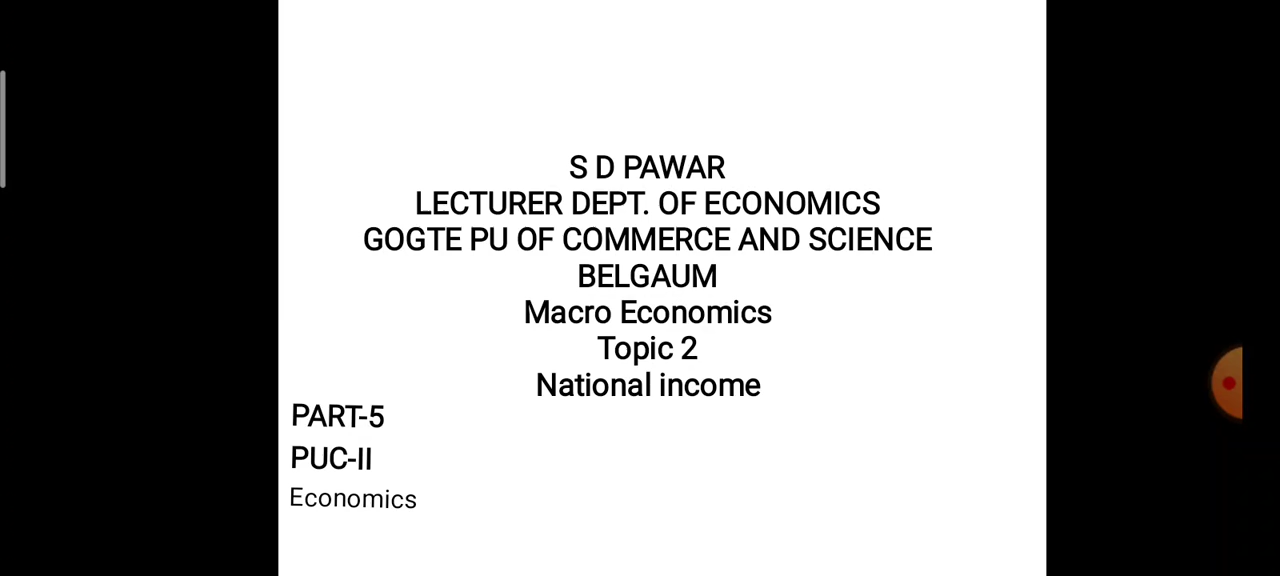 S D PAWAR
LECTURER DEPT. OF ECONOMICS
GOGTE PU OF COMMERCE AND SCIENCE
BELGAUM
Macro Economics
Topic 2
National income
PART-5
PUC-II
Economics